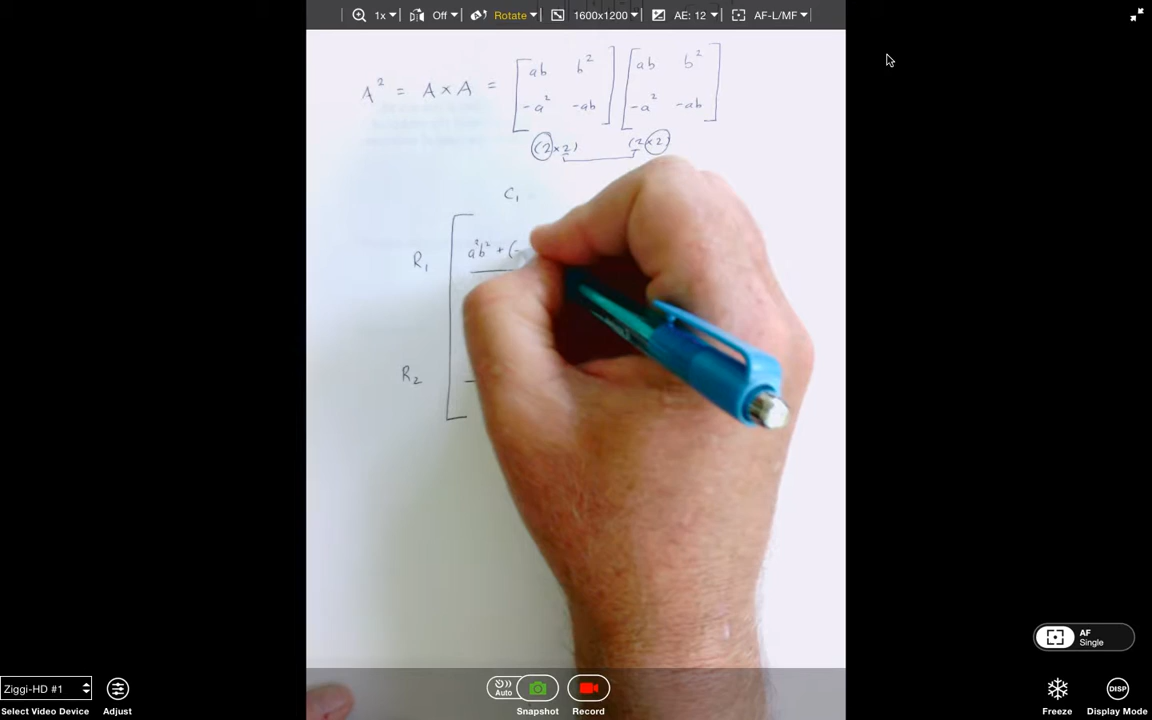 1x Off Rotate 1600x1200 AE: 12 AF-L/MF
A² = A × A = [ab b² -a² -ab] [ab b² -a² -ab]
(2×2) (2×2)
C₁
R₁ a²b² + (-
R₂
AF
Single
Ziggi-HD #1
Select Video Device
Adjust
Auto
Snapshot
Record
DISP
Freeze
Display Mode